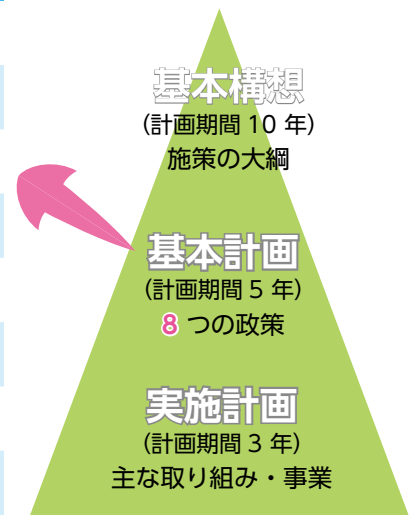 基本構想
(計画期間 10 年)
施策の大綱
基本計画
(計画期間 5 年)
8 つの政策
実施計画
(計画期間 3 年)
主な取り組み・事業